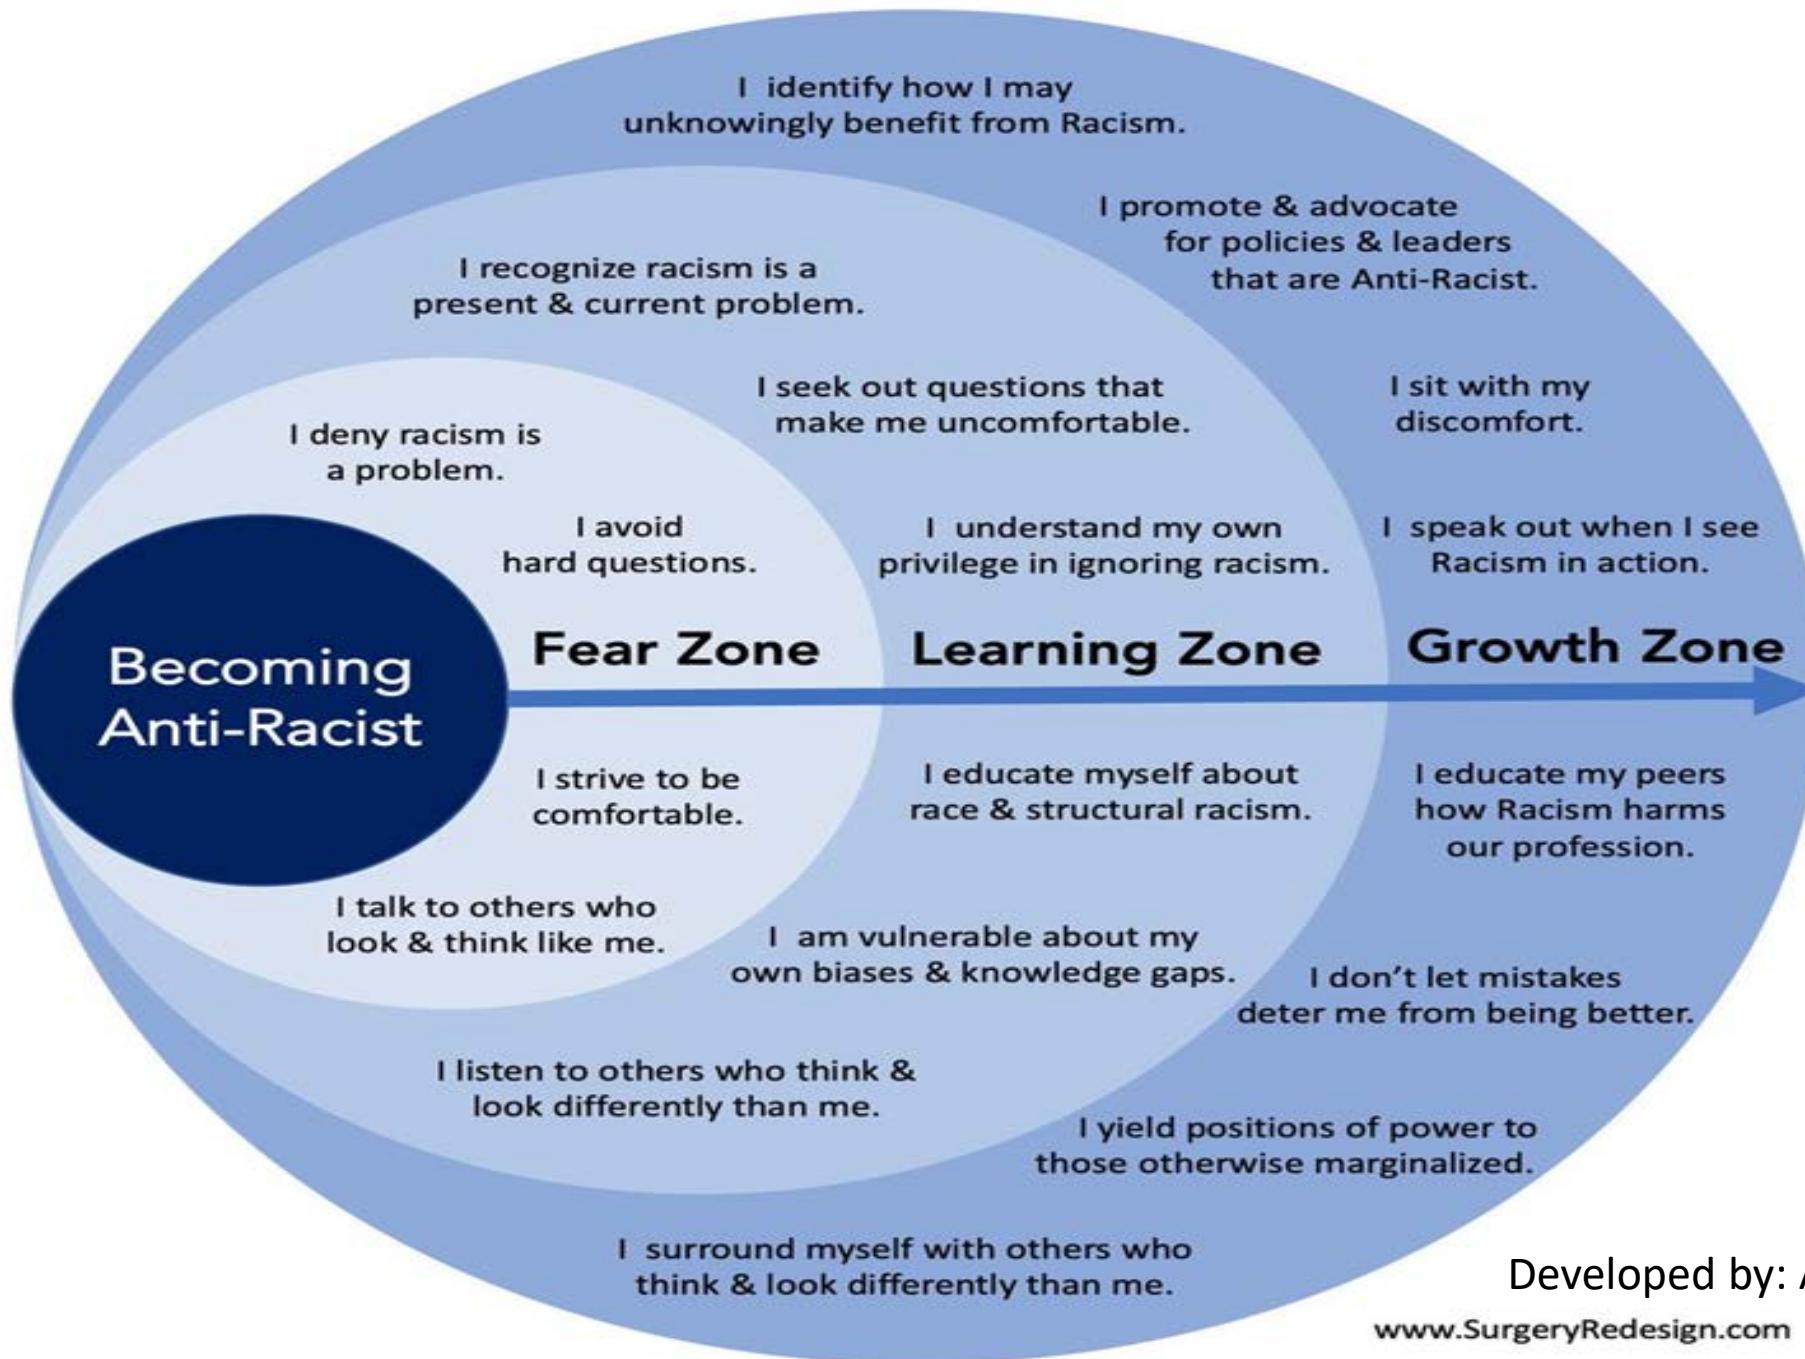 I identify how I may
unknowingly benefit from Racism.
I promote & advocate
for policies & leaders
that are Anti-Racist.
I recognize racism is a
present & current problem.
I seek out questions that
make me uncomfortable.
I sit with my
discomfort.
I deny racism is
a problem.
I avoid
hard questions.
I understand my own
privilege in ignoring racism.
I speak out when I see
Racism in action.
Becoming
Anti-Racist
Fear Zone
Learning Zone
Growth Zone
I strive to be
comfortable.
I educate myself about
race & structural racism.
I educate my peers
how Racism harms
our profession.
I talk to others who
look & think like me.
I am vulnerable about my
own biases & knowledge gaps.
I don't let mistakes
deter me from being better.
I listen to others who think &
look differently than me.
I yield positions of power to
those otherwise marginalized.
I surround myself with others who
think & look differently than me.
Developed by:
www.SurgeryRedesign.com